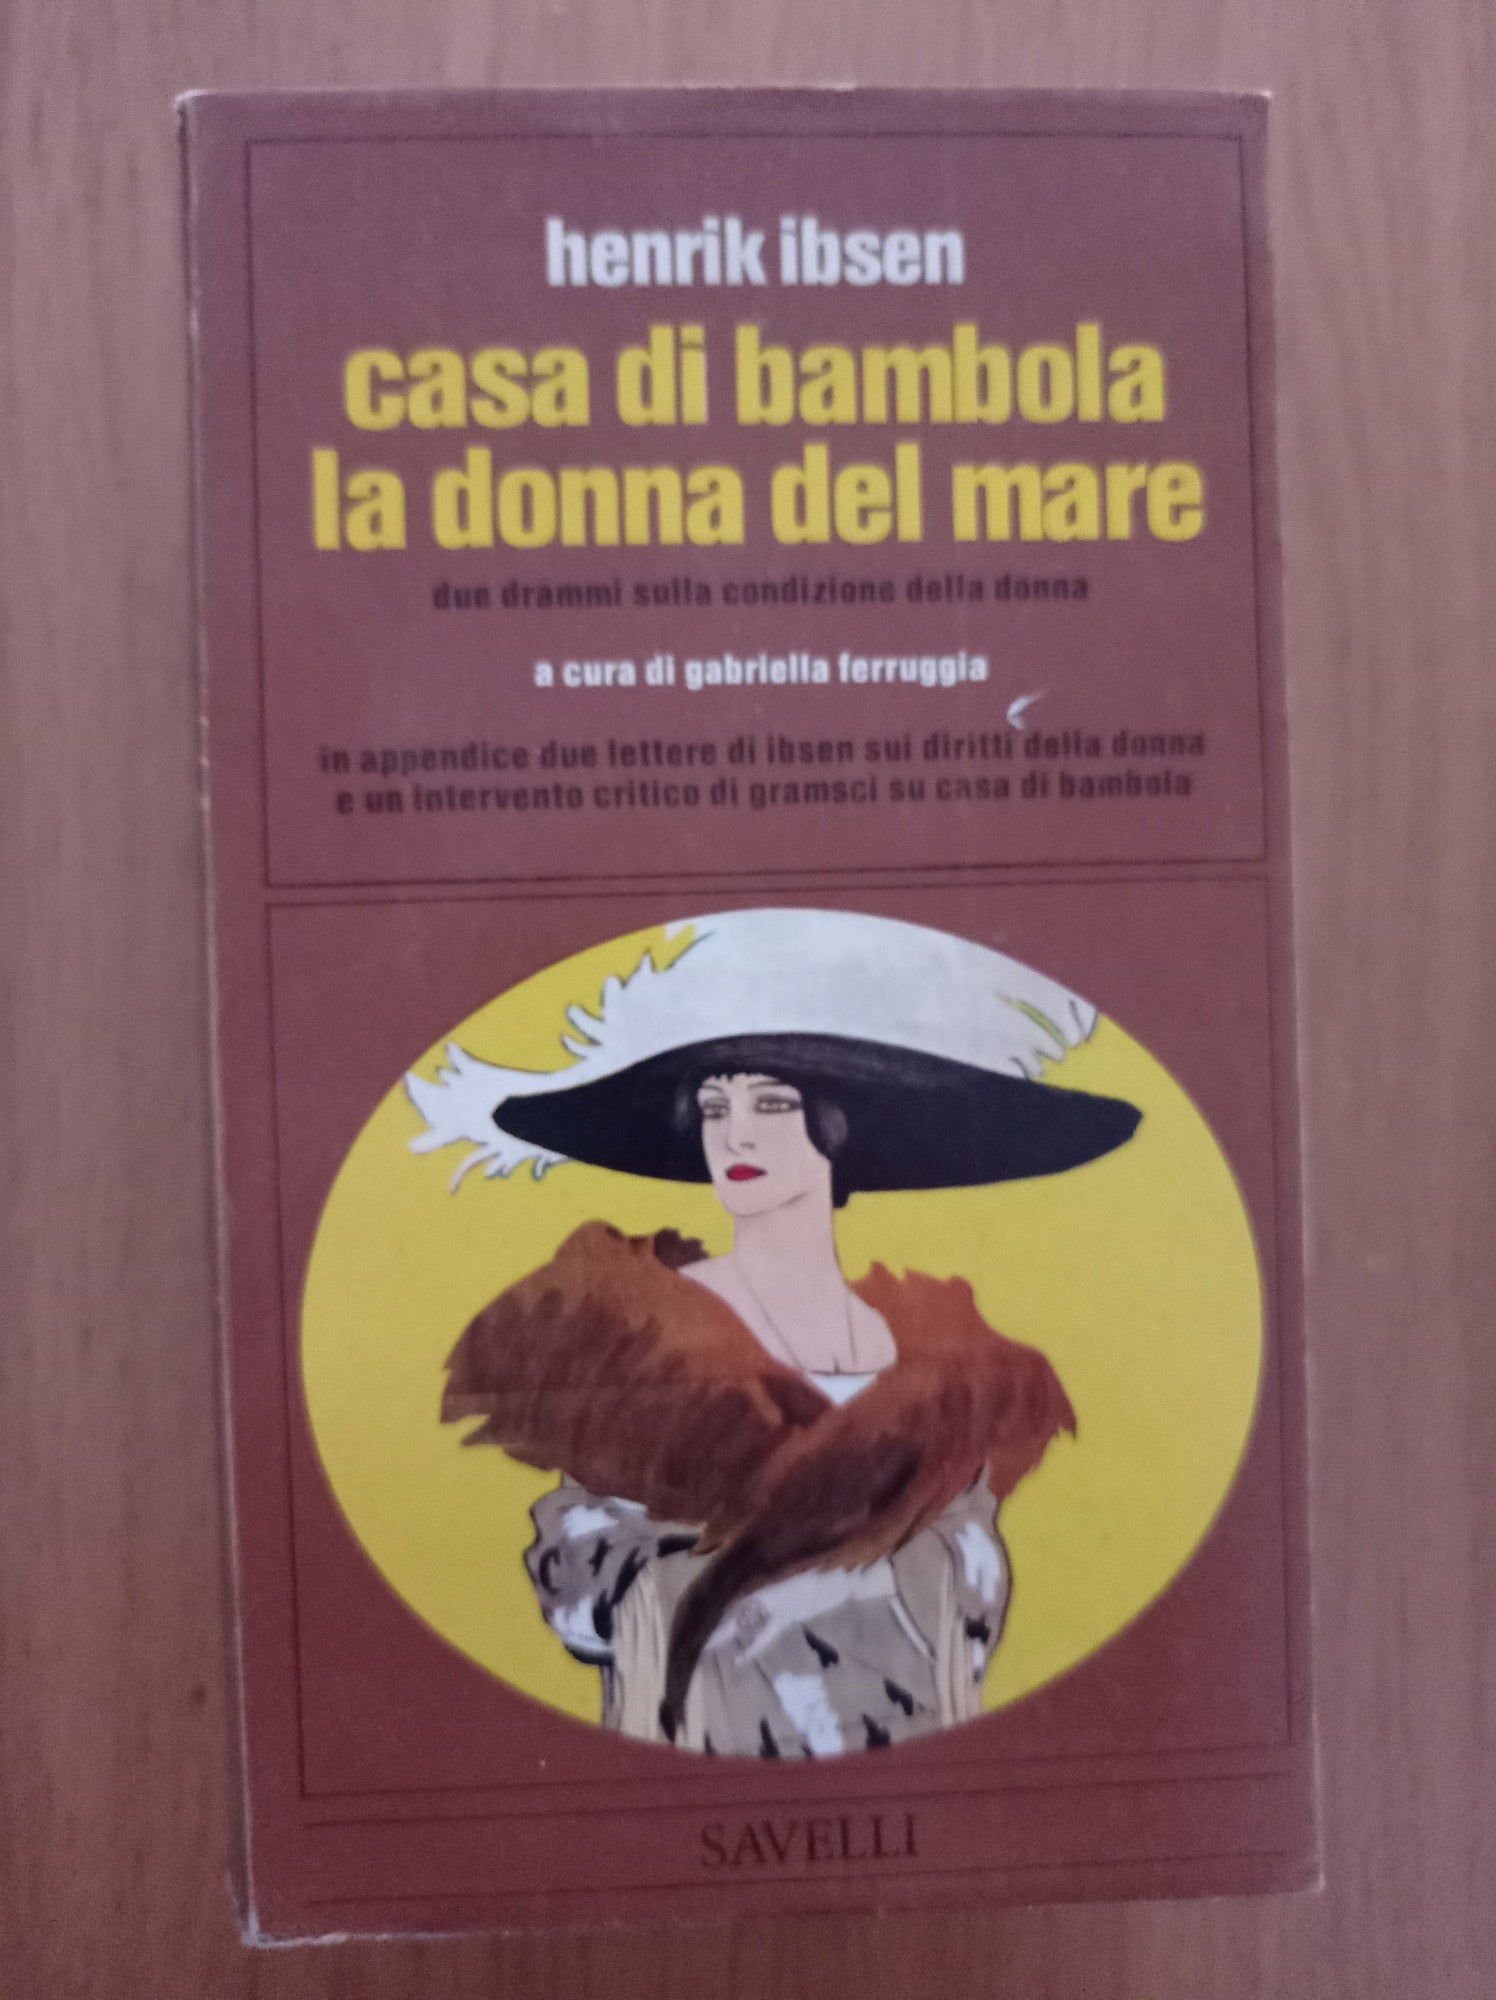 henrik ibsen
casa di bambola
la donna del mare
due drammi sulla condizione della donna
a cura di gabriella ferruggia
in appendice due lettere di ibsen sui diritti della donna
e un intervento critico di gramsci su casa di bambola
SAVELLI